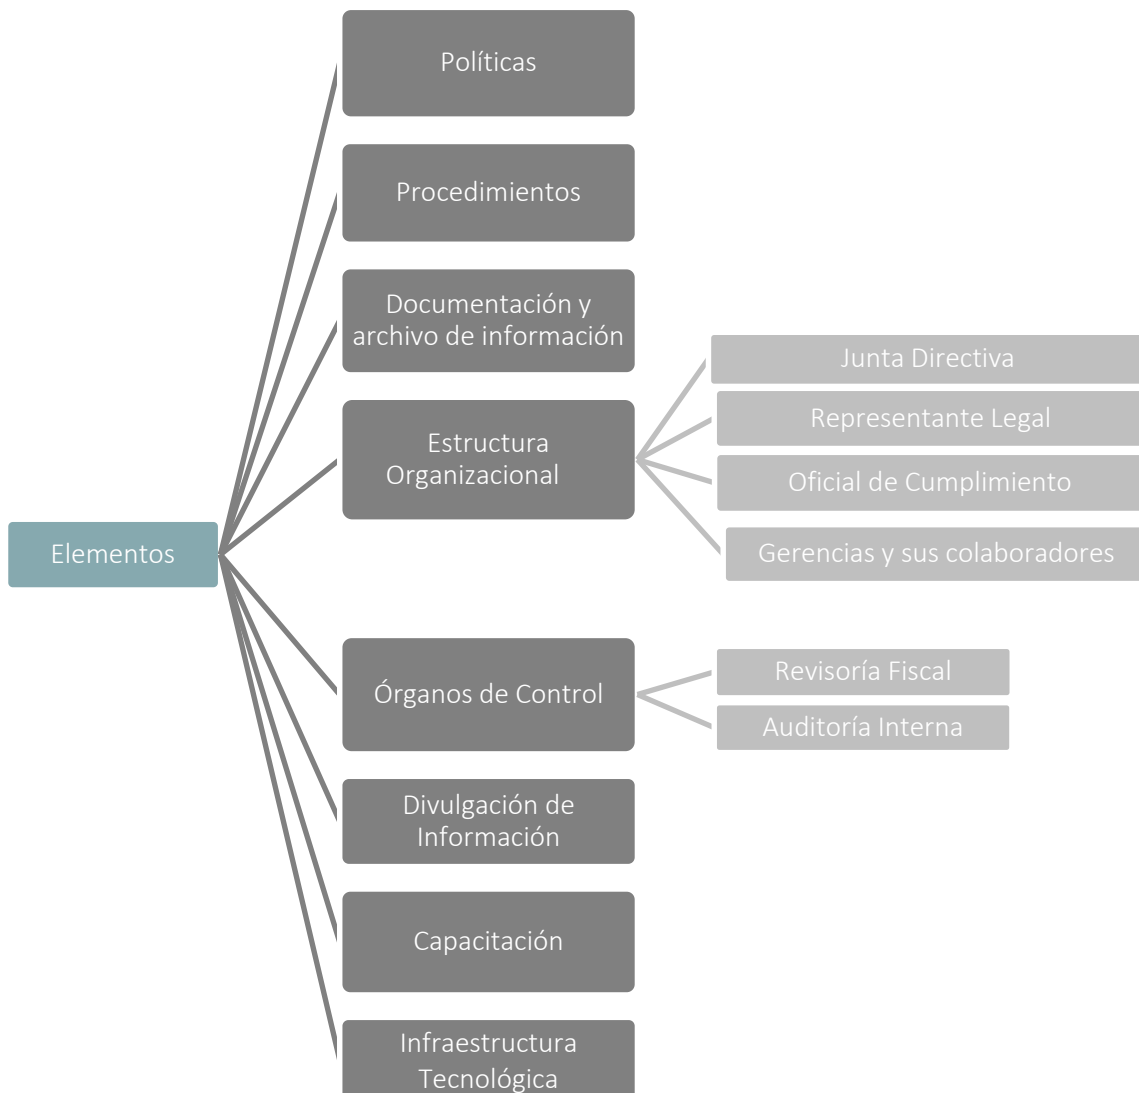 Políticas
Procedimientos
Documentación y
archivo de información
Junta Directiva
Representante Legal
Estructura
Organizacional
Oficial de Cumplimiento
Gerencias y sus colaboradores
Elementos
Revisoría Fiscal
Órganos de Control
Auditoría Interna
Divulgación de
Información
Capacitación
Infraestructura
Tecnológica